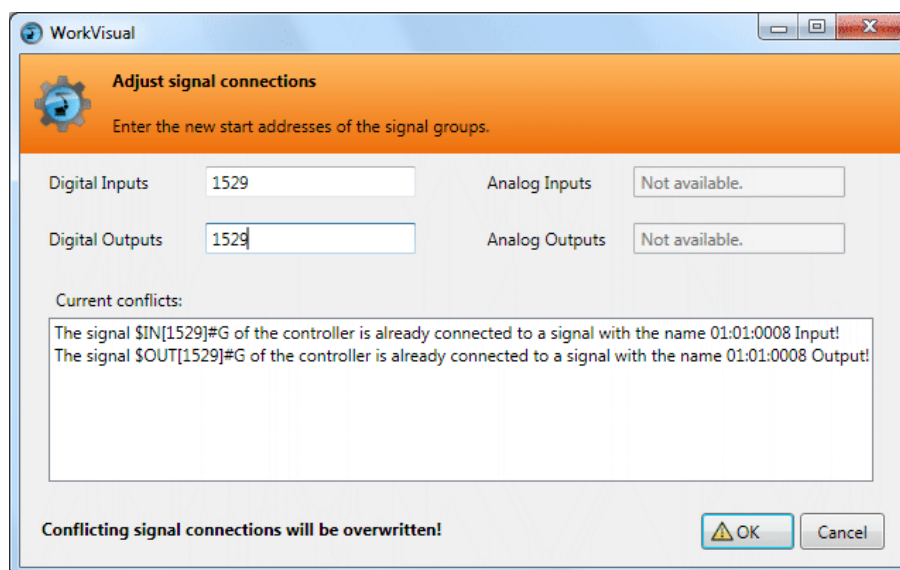 WorkVisual
Adjust signal connections
Enter the new start addresses of the signal groups.
Digital Inputs 1529 Analog Inputs Not available.
Digital Outputs 1529 Analog Outputs Not available.
Current conflicts:
The signal $IN[1529]#G of the controller is already connected to a signal with the name 01:01:0008 Input!
The signal $OUT[1529]#G of the controller is already connected to a signal with the name 01:01:0008 Output!
Conflicting signal connections will be overwritten! OK Cancel